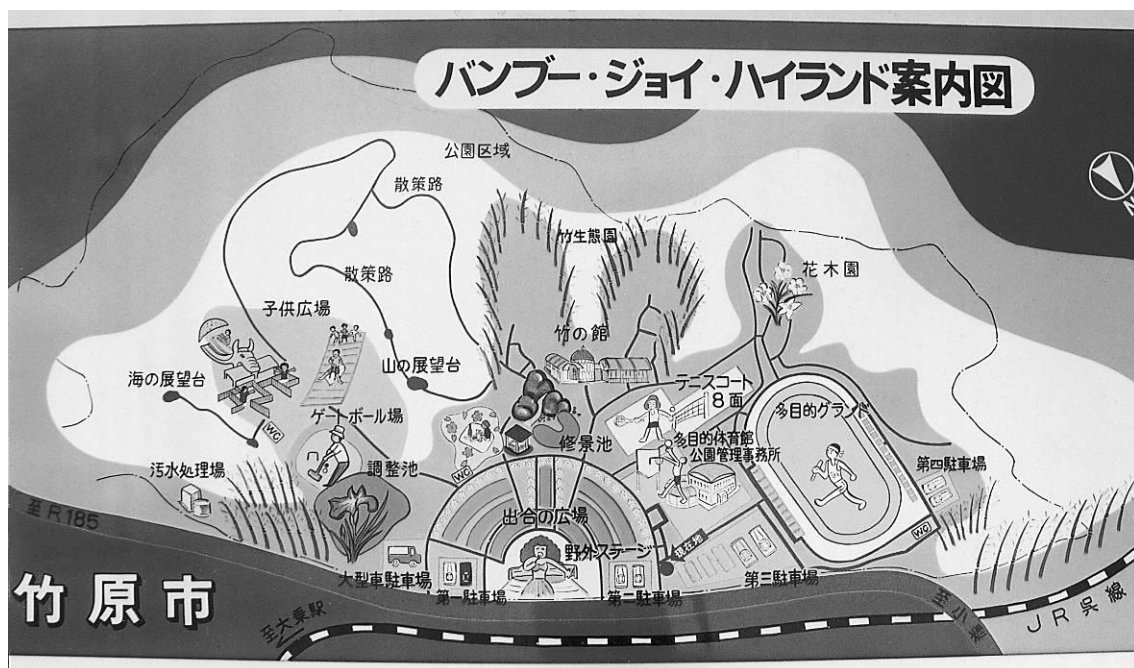 バンブー・ジョイ・ハイランド案内図
公園区域
散策路
N
竹生態園
花木園
散策路
子供広場
竹の館
海の展望台
山の展望台
テニスコート
8面
多目的グランド
WC
ゲートボール場
修景池
多目的体育館
公園管理事務所
汚水処理場
調整池
WC
第四駐車場
至R185
出合の広場
WC
野外ステージ
現在地
大型車駐車場
第一駐車場
第二駐車場
第三駐車場
竹原市
至大乗駅
至小梨
JR呉線